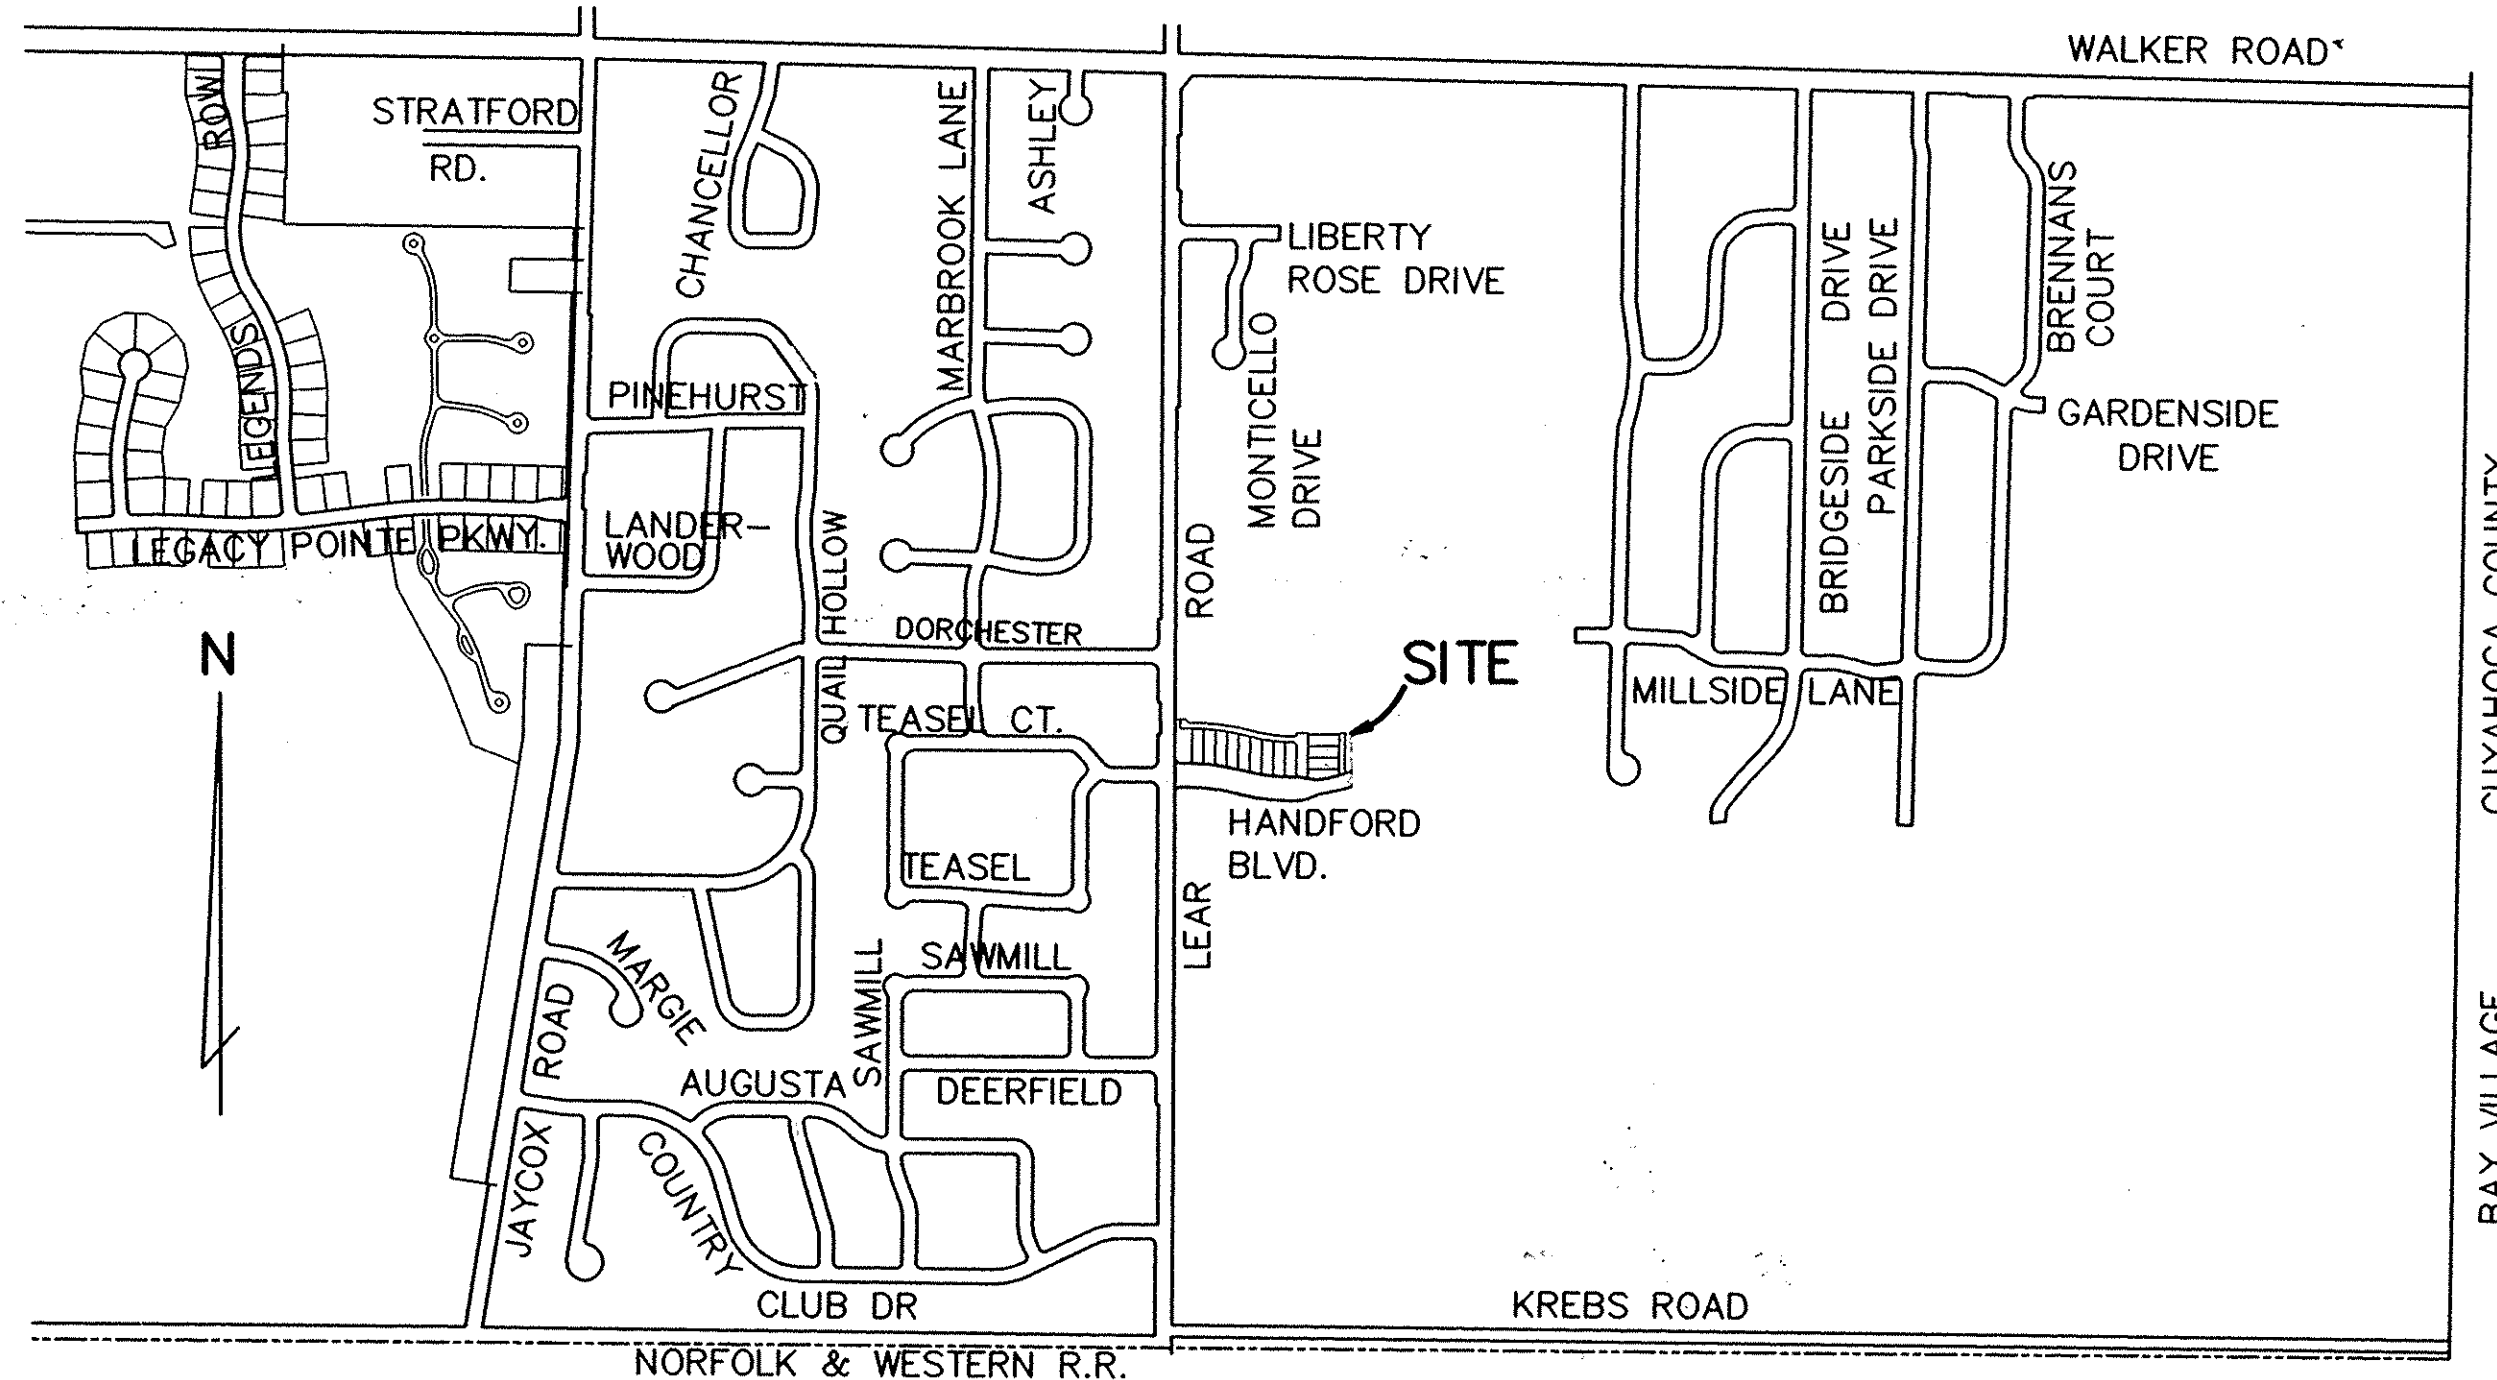 WALKER ROAD
ROW
STRATFORD
RD.
CHANCELLOR
MARBROOK LANE
ASHLEY
LIBERTY
ROSE DRIVE
BRIDGESIDE DRIVE
PARKSIDE DRIVE
BRENNANS
COURT
LEGENDS
PINEHURST
MONTICELLO
DRIVE
GARDENSIDE
DRIVE
LEGACY POINTE PKWY.
LANDER-
WOOD
QUAIL HOLLOW
ROAD
DORCHESTER
N
SITE
TEASEL CT.
MILLSIDE LANE
HANDFORD
BLVD.
TEASEL
LEAR
MARGIE
SAWMILL
SAWMILL
ROAD
AUGUSTA
DEERFIELD
JAYCOX
COUNTRY
CLUB DR
KREBS ROAD
NORFOLK & WESTERN R.R.
CUYAHOGA COUNTY
BAY VILLAGE